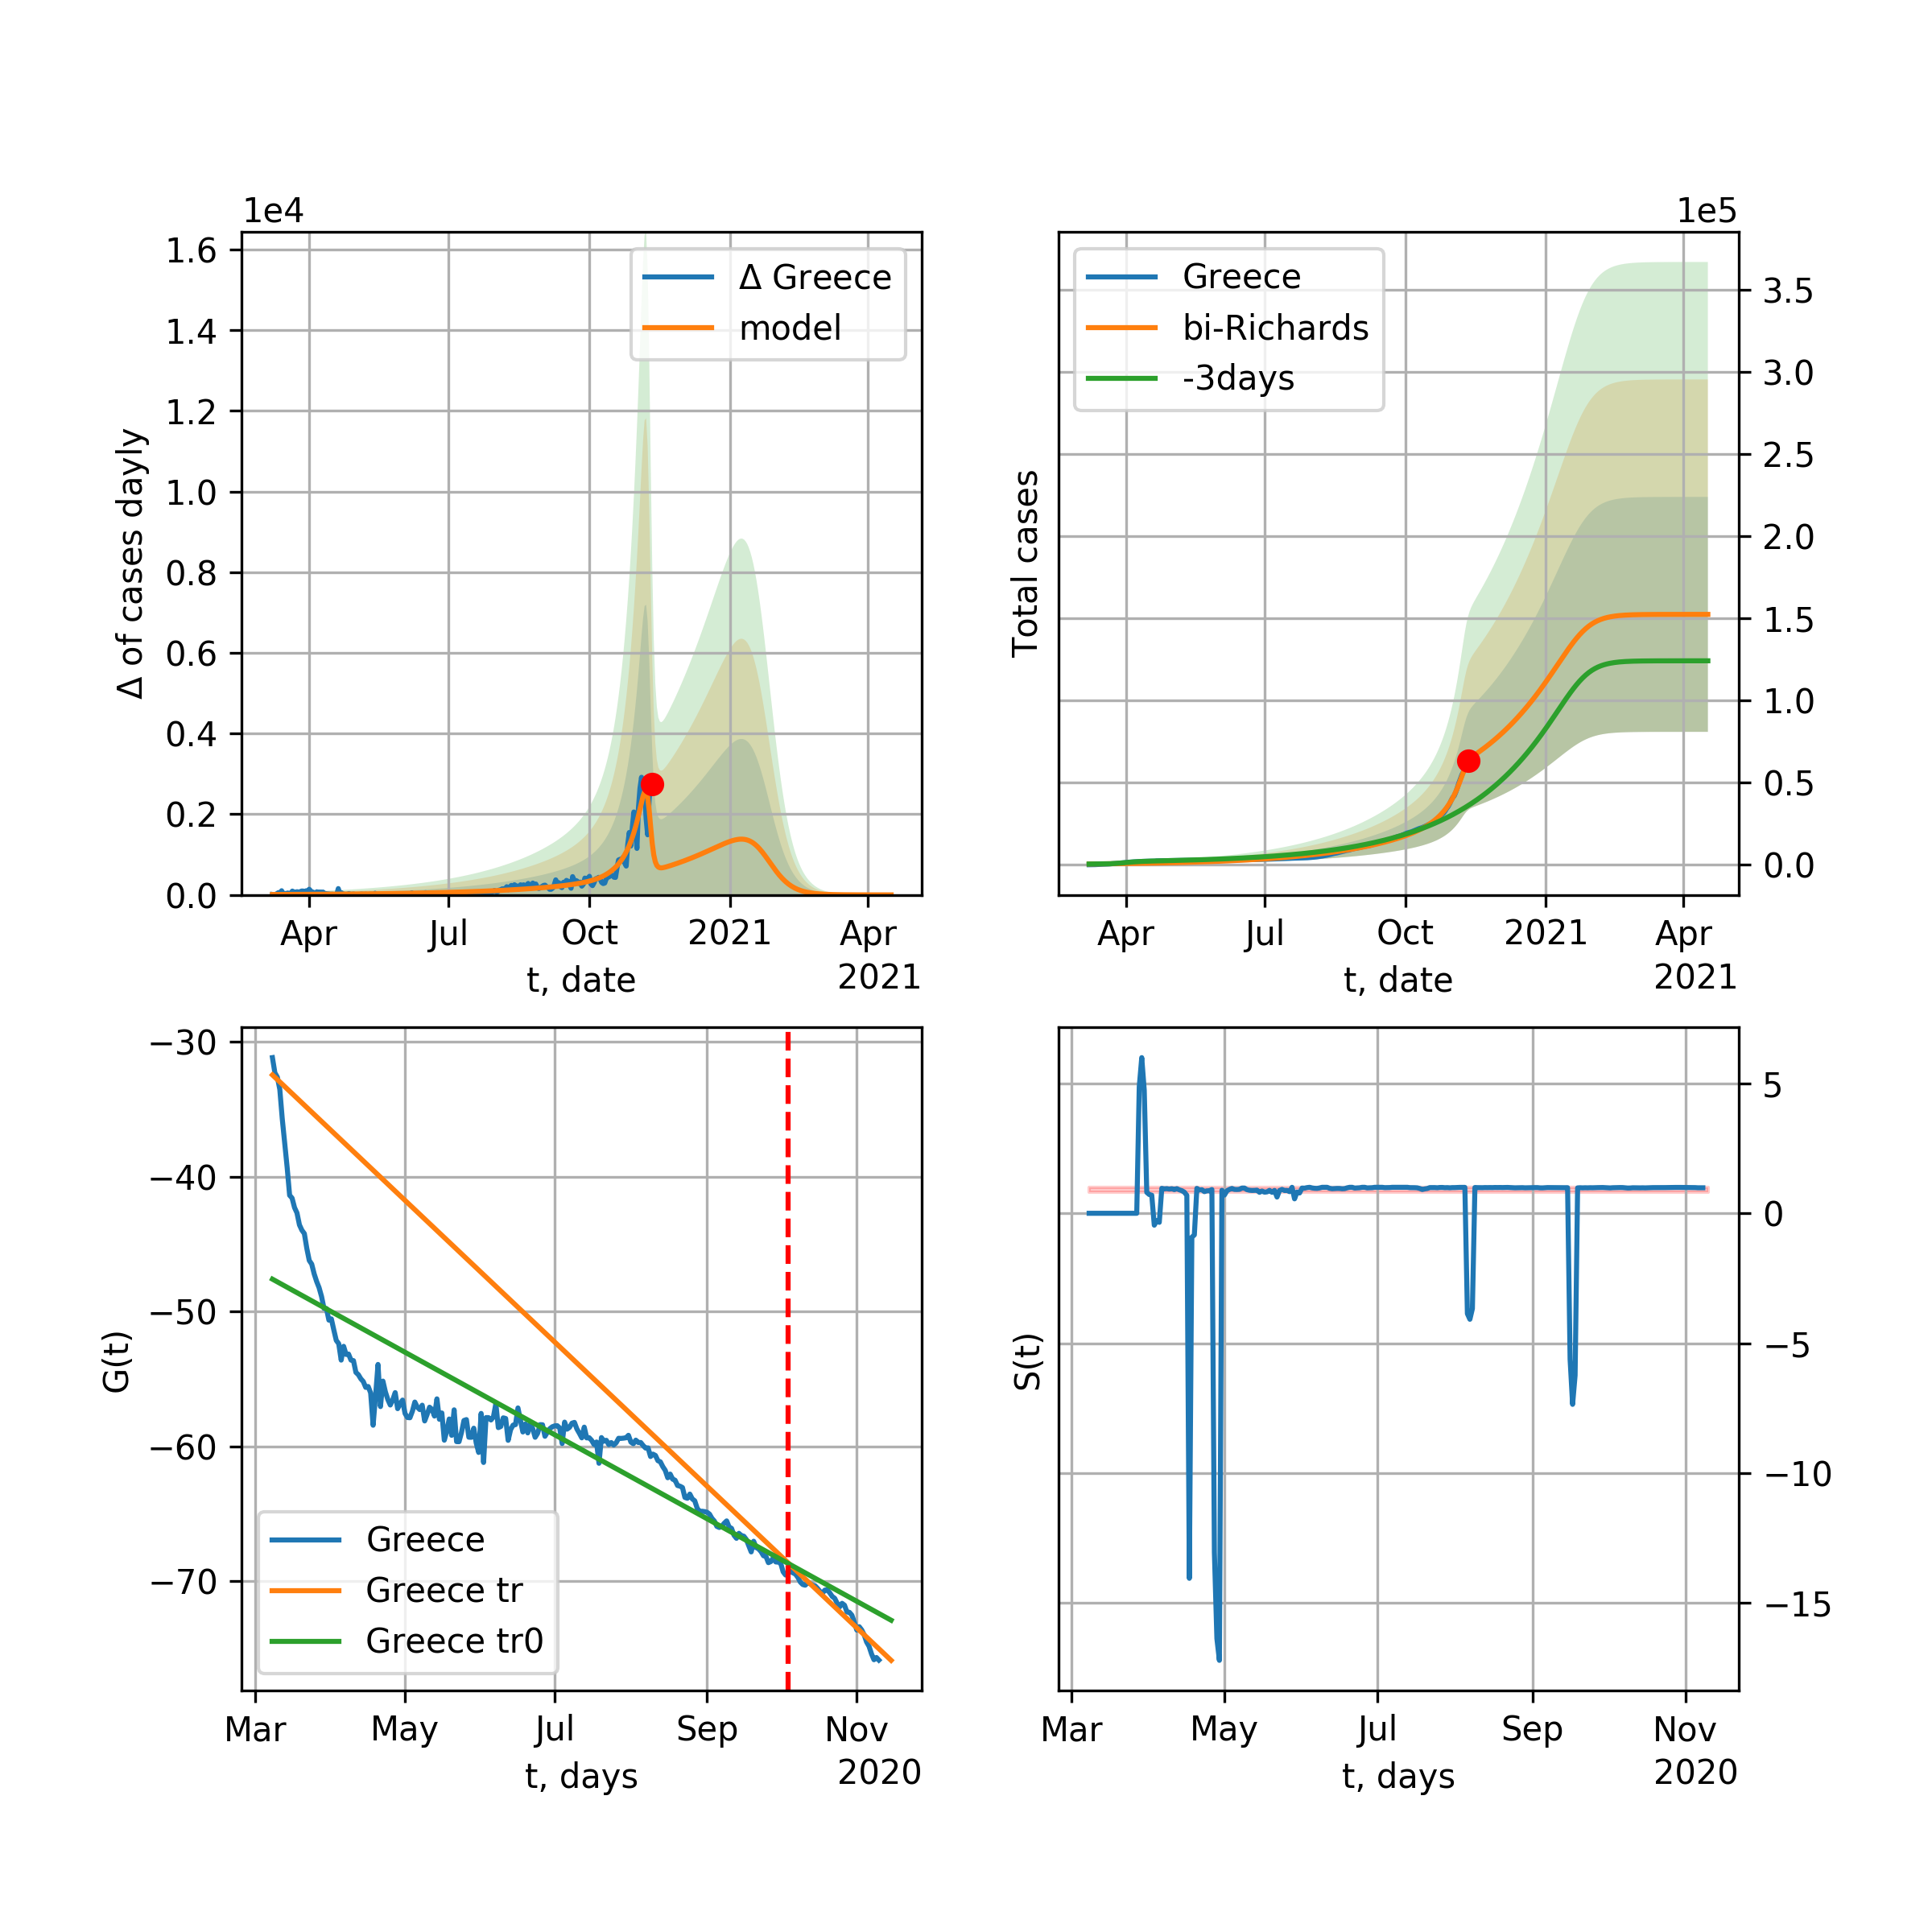 1e4
1.6
1.4
1.2
1.0
0.8
0.6
0.4
0.2
0.0
Δ of cases dayly
Δ Greece
model
Apr
Jul
Oct
2021
Apr
t, date
2021
1e5
Greece
bi-Richards
-3days
Total cases
3.5
3.0
2.5
2.0
1.5
1.0
0.5
0.0
Apr
Jul
Oct
2021
Apr
t, date
2021
−30
−40
−50
−60
−70
G(t)
Greece
Greece tr
Greece tr0
Mar
May
Jul
Sep
Nov
t, days
2020
S(t)
5
0
−5
−10
−15
Mar
May
Jul
Sep
Nov
t, days
2020